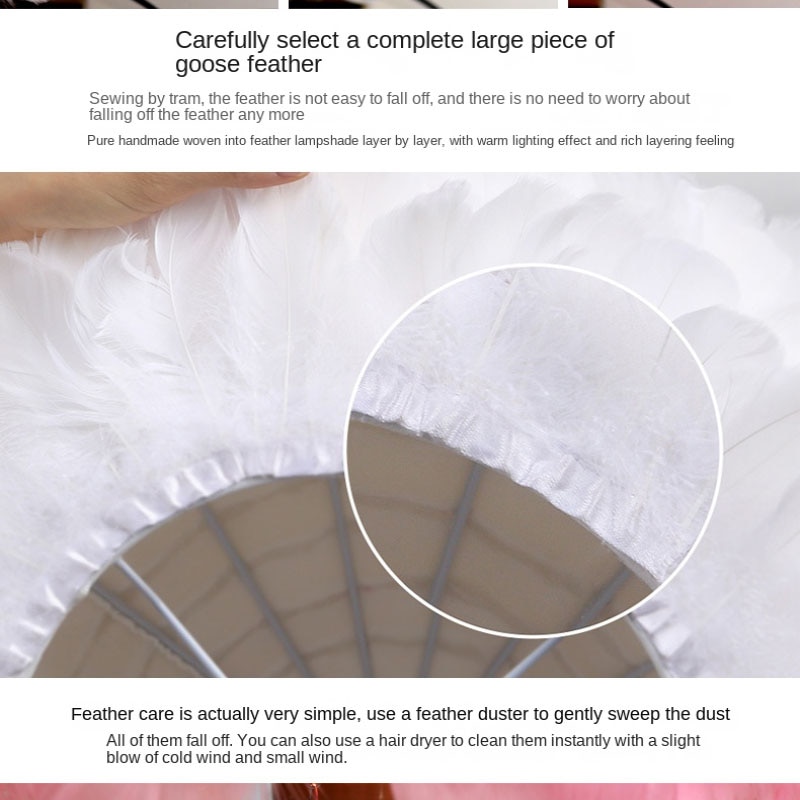 Carefully select a complete large piece of
goose feather
Sewing by tram, the feather is not easy to fall off, and there is no need to worry about
falling off the feather any more
Pure handmade woven into feather lampshade layer by layer, with warm lighting effect and rich layering feeling
Feather care is actually very simple, use a feather duster to gently sweep the dust
All of them fall off. You can also use a hair dryer to clean them instantly with a slight
blow of cold wind and small wind.